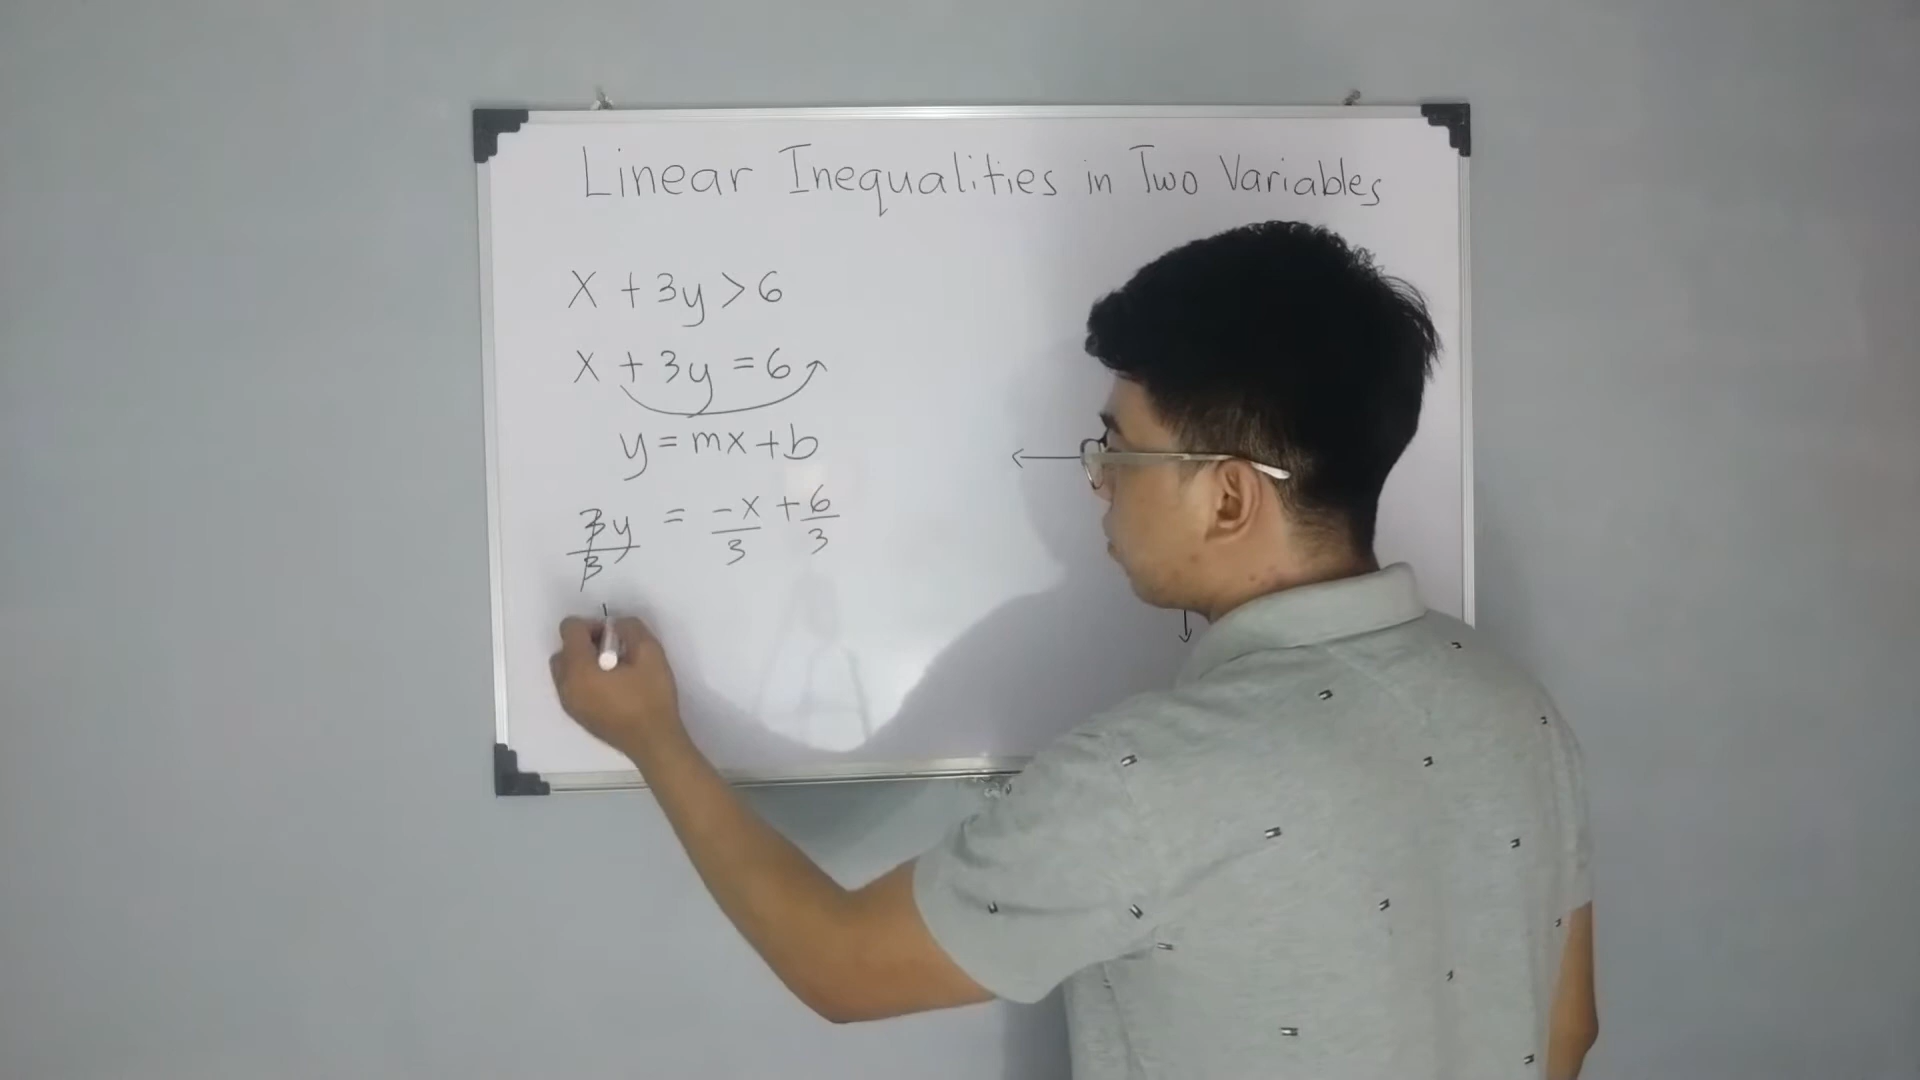 Linear Inequalities in Two Variables
x + 3y > 6
x + 3y = 6
y = mx + b
3y/3 = -x/3 + 6/3